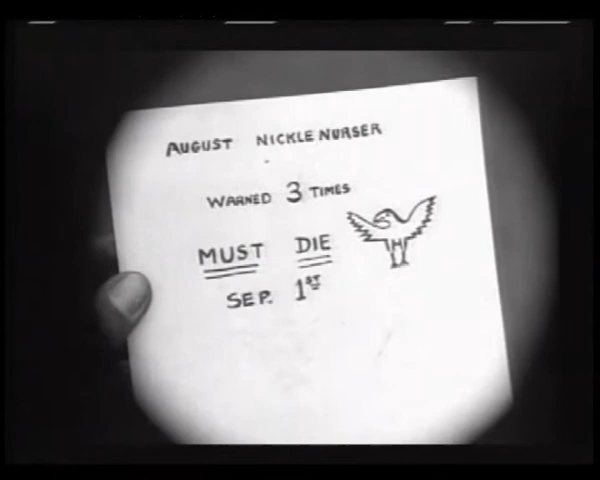 AUGUST NICKLE NURSER
WARNED 3 TIMES
MUST DIE
SEP. 1ST